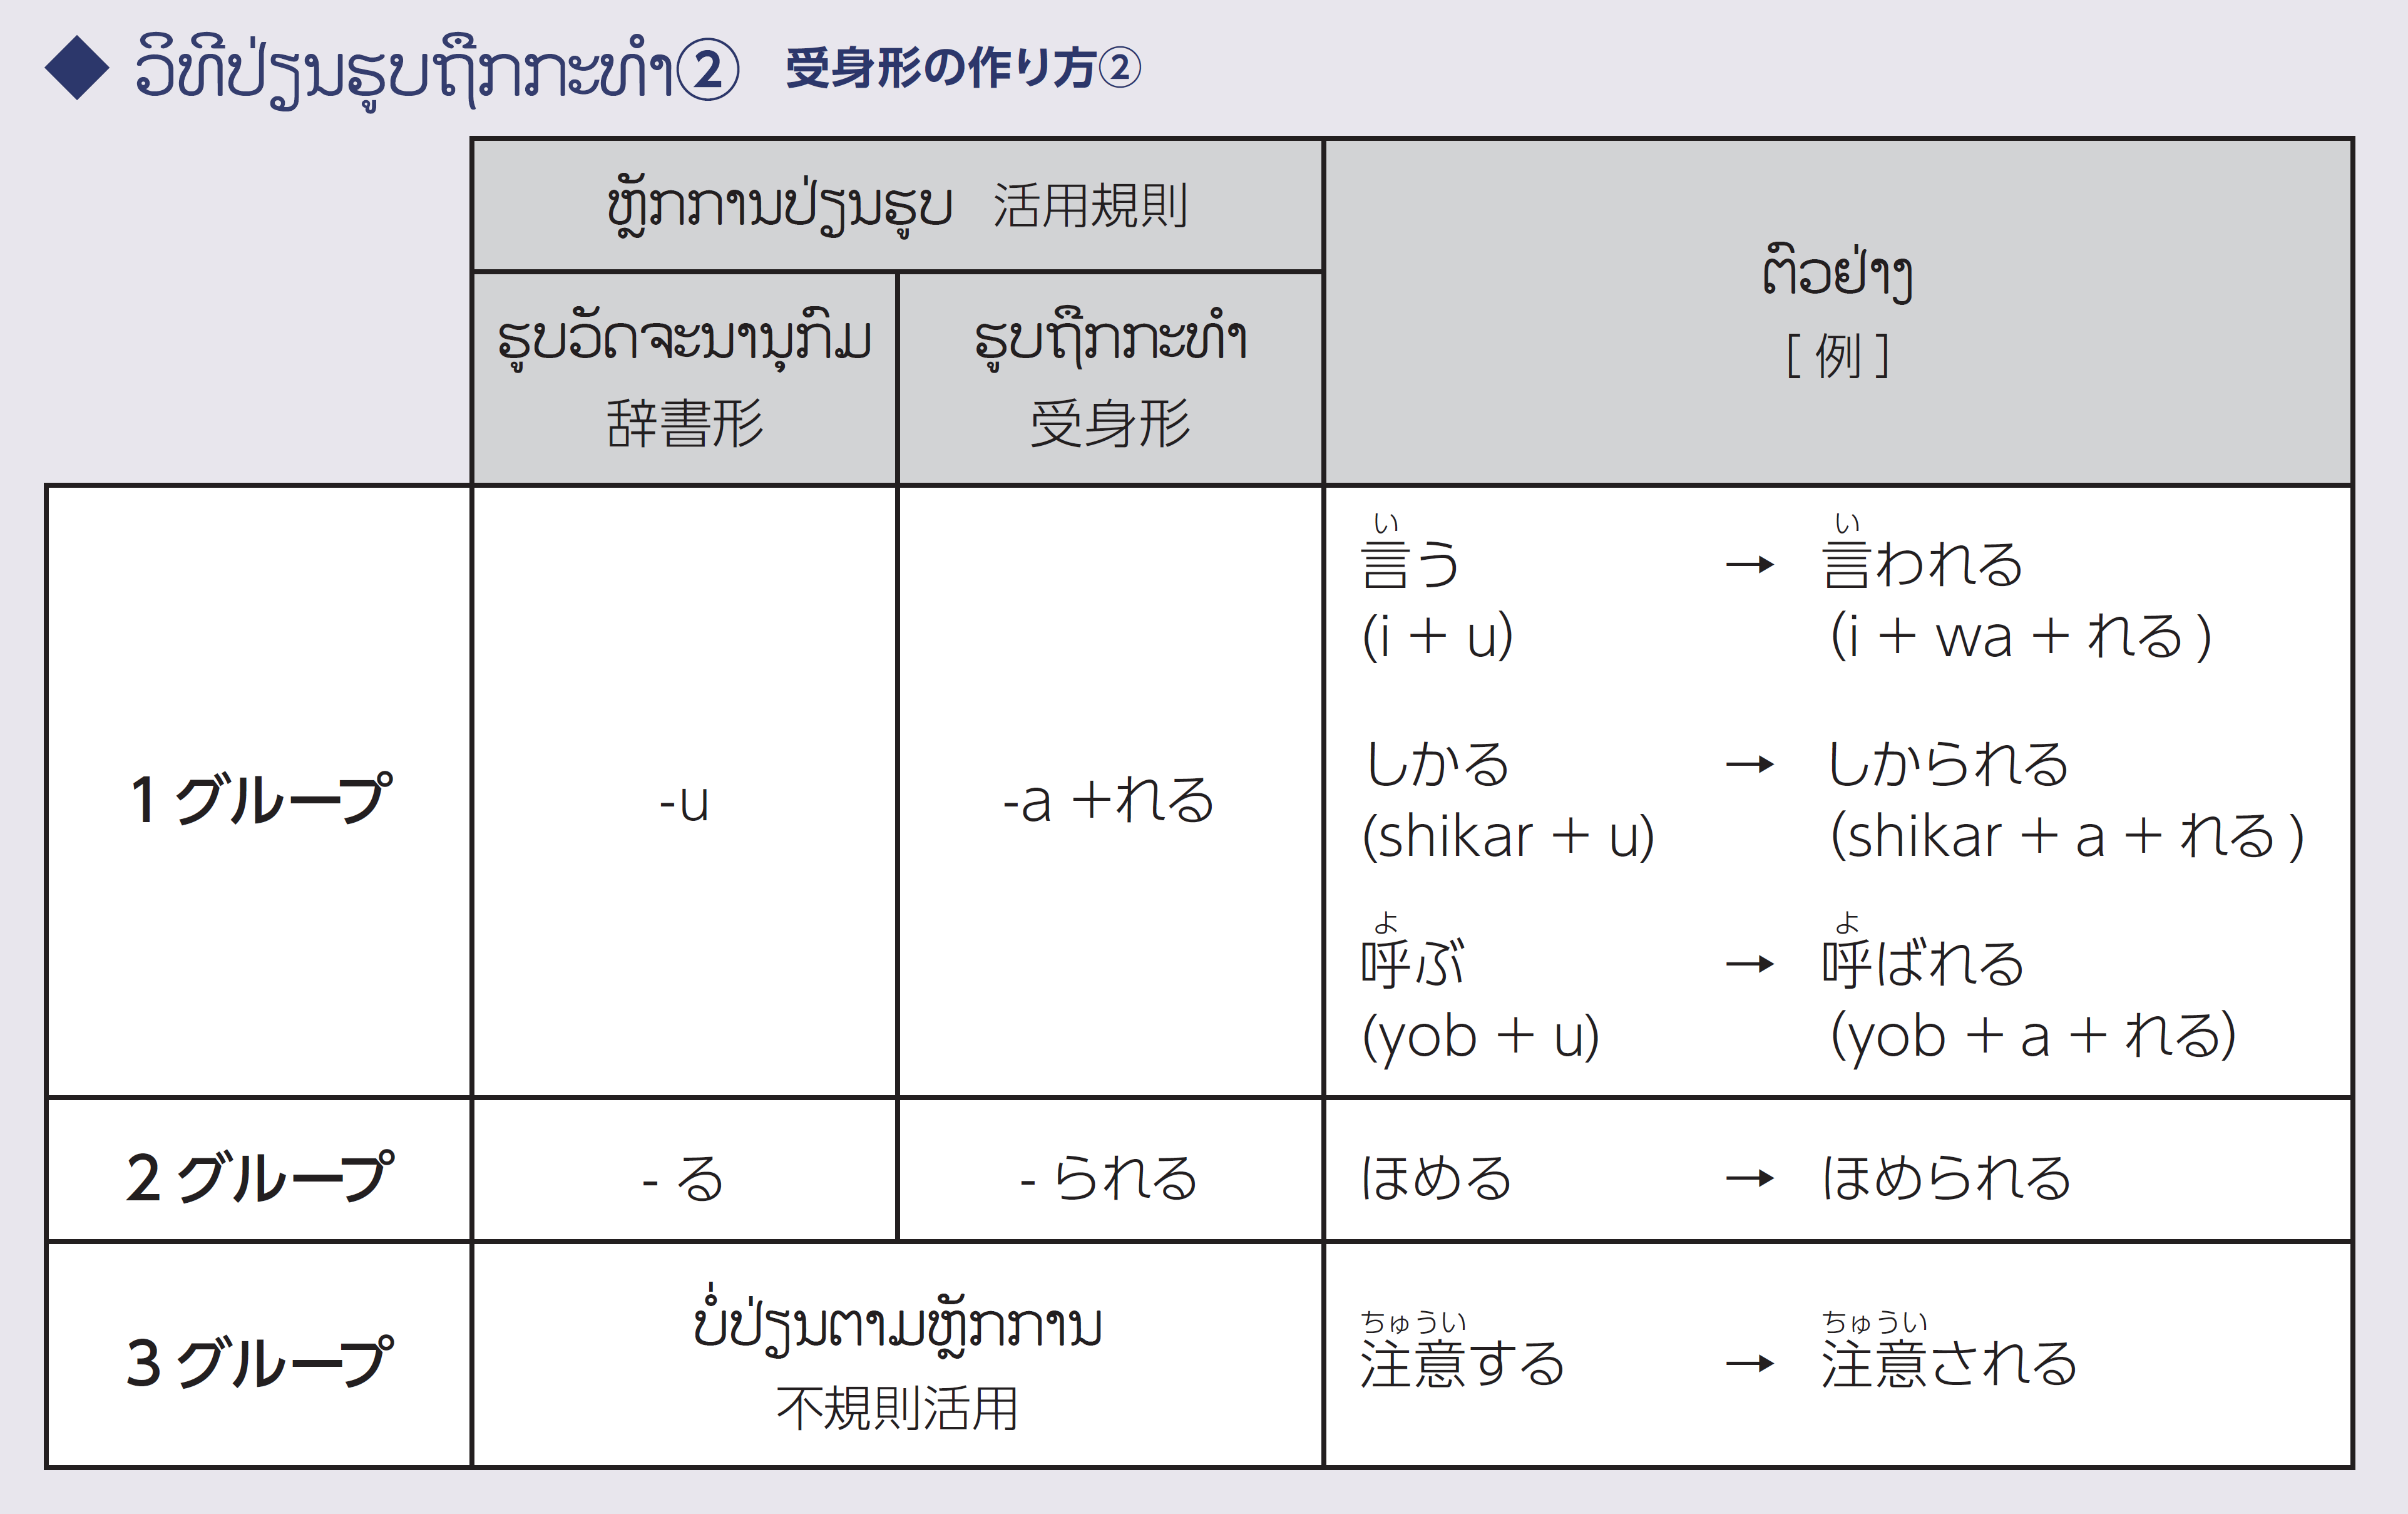 ◆ ວິທີປ່ຽນຮູບຖືກກະທຳ② 受身形の作り方②
ຫຼັກການປ່ຽນຮູບ 活用規則
ຕົວຢ່າງ
[ 例 ]
ຮູບວັດຈະນານຸກົມ
辞書形
ຮູບຖືກກະທຳ
受身形
1 グループ
-u
-a +れる
い い
言う → 言われる
(i + u) (i + wa + れる )
しかる → しかられる
(shikar + u) (shikar + a + れる )
よ よ
呼ぶ → 呼ばれる
(yob + u) (yob + a + れる)
2 グループ
- る
- られる
ほめる → ほめられる
3 グループ
ບໍ່ປ່ຽນຕາມຫຼັກການ
不規則活用
ちゅうい ちゅうい
注意する → 注意される